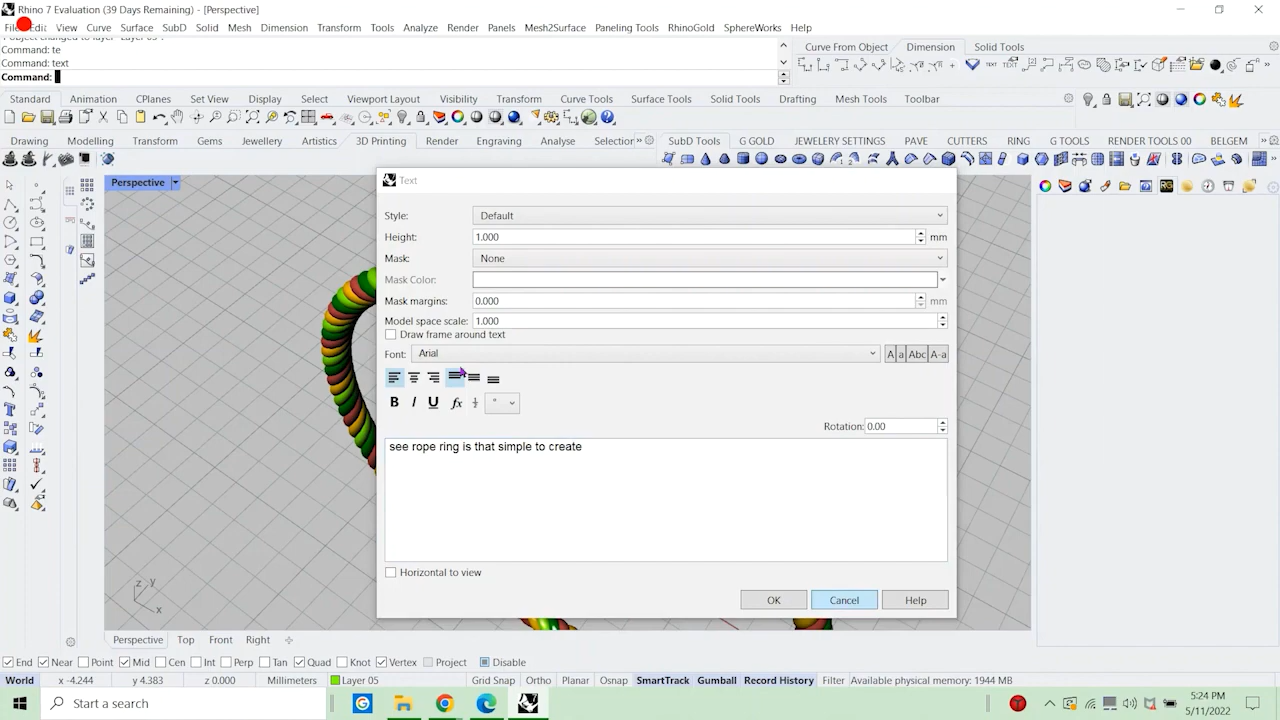 Rhino 7 Evaluation (39 Days Remaining) - [Perspective]
File Edit View Curve Surface SubD Solid Mesh Dimension Transform Tools Analyze Render Panels Mesh2Surface Paneling Tools RhinoGold SphereWorks Help
Command: te
Command: text
Command:
Curve From Object Dimension Solid Tools
Standard Animation CPlanes Set View Display Select Viewport Layout Visibility Transform Curve Tools Surface Tools Solid Tools Drafting Mesh Tools Toolbar
Drawing Modelling Transform Gems Jewellery Artistics 3D Printing Render Engraving Analyse Selection SubD Tools G GOLD JEWELERY SETTINGS PAVE CUTTERS RING G TOOLS RENDER TOOLS 00 BELGEM
Perspective
Text
Style: Default
Height: 1.000 mm
Mask: None
Mask Color:
Mask margins: 0.000 mm
Model space scale: 1.000
Draw frame around text
Font: Arial A a Abc A-a
B I U fx °
Rotation: 0.00
see rope ring is that simple to create
Horizontal to view
OK Cancel Help
z y
x
Perspective Top Front Right
End Near Point Mid Cen Int Perp Tan Quad Knot Vertex Project Disable
World x -4.244 y 4.383 z 0.000 Millimeters Layer 05 Grid Snap Ortho Planar Osnap SmartTrack Gumball Record History Filter Available physical memory: 1944 MB
Start a search
5:24 PM
5/11/2022